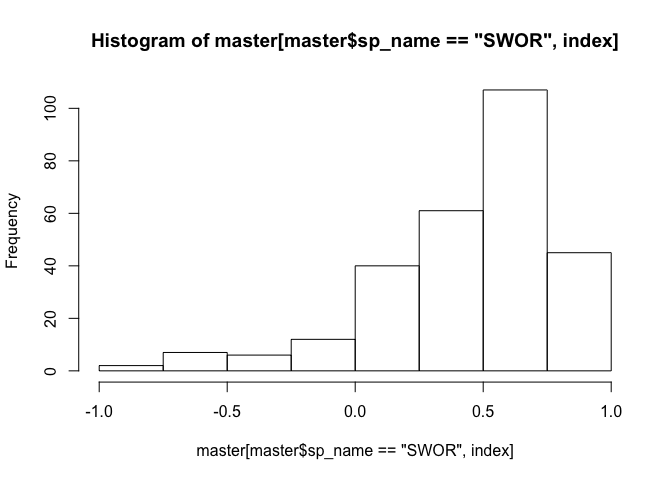 Histogram of master[master$sp_name == "SWOR", index]
Frequency
100
80
60
40
20
0
-1.0 -0.5 0.0 0.5 1.0
master[master$sp_name == "SWOR", index]